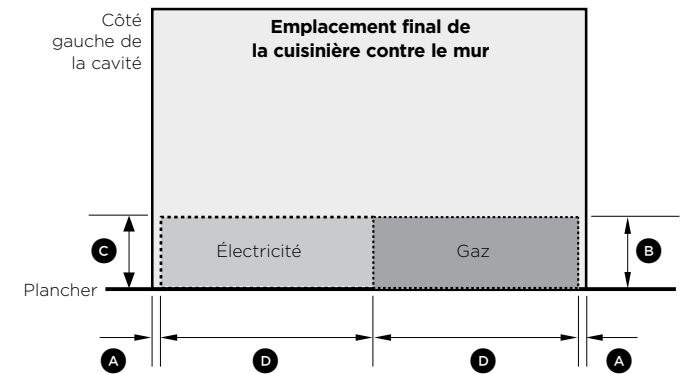 Côté
gauche de
la cavité
Emplacement final de
la cuisinière contre le mur
C
Électricité
Gaz
B
Plancher
A
D
D
A